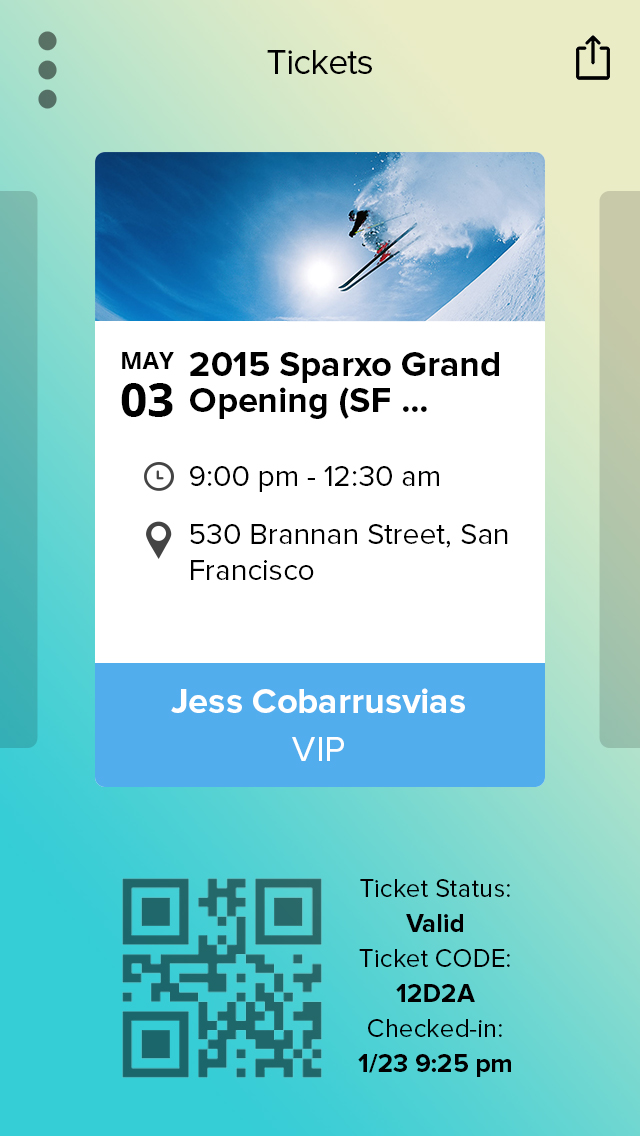 Tickets
MAY
03
2015 Sparxo Grand
Opening (SF ...
9:00 pm - 12:30 am
530 Brannan Street, San
Francisco
Jess Cobarrusvias
VIP
Ticket Status:
Valid
Ticket CODE:
12D2A
Checked-in:
1/23 9:25 pm